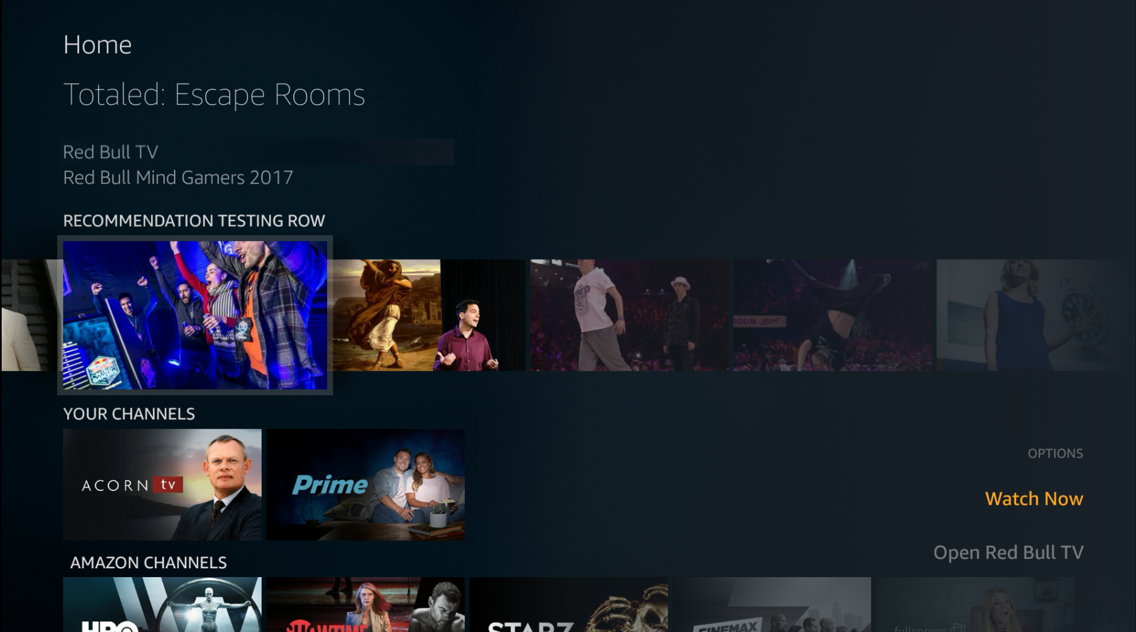 Home
Totaled: Escape Rooms
Red Bull TV
Red Bull Mind Gamers 2017
RECOMMENDATION TESTING ROW
YOUR CHANNELS
ACORN tv
Prime
OPTIONS
Watch Now
Open Red Bull TV
AMAZON CHANNELS
HBO
SHOWTIME
STARZ
CINEMAX